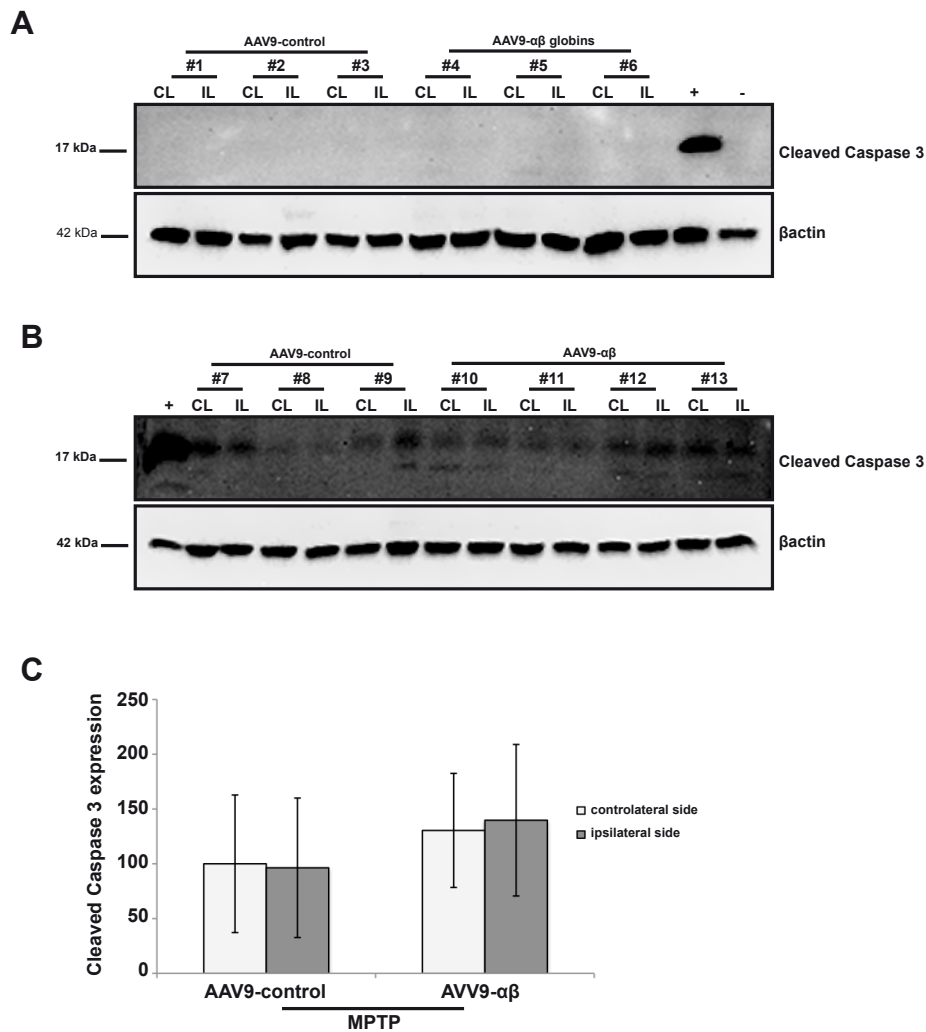 A
AAV9-control AAV9-αβ globins
#1 #2 #3 #4 #5 #6
CL IL CL IL CL IL CL IL CL IL CL IL + -
17 kDa Cleaved Caspase 3
42 kDa βactin
B
AAV9-control AAV9-αβ
#7 #8 #9 #10 #11 #12 #13
+ CL IL CL IL CL IL CL IL CL IL CL IL CL IL
17 kDa Cleaved Caspase 3
42 kDa βactin
C
Cleaved Caspase 3 expression
250
200
150
100
50
0
controlateral side
ipsilateral side
AAV9-control AVV9-αβ
MPTP